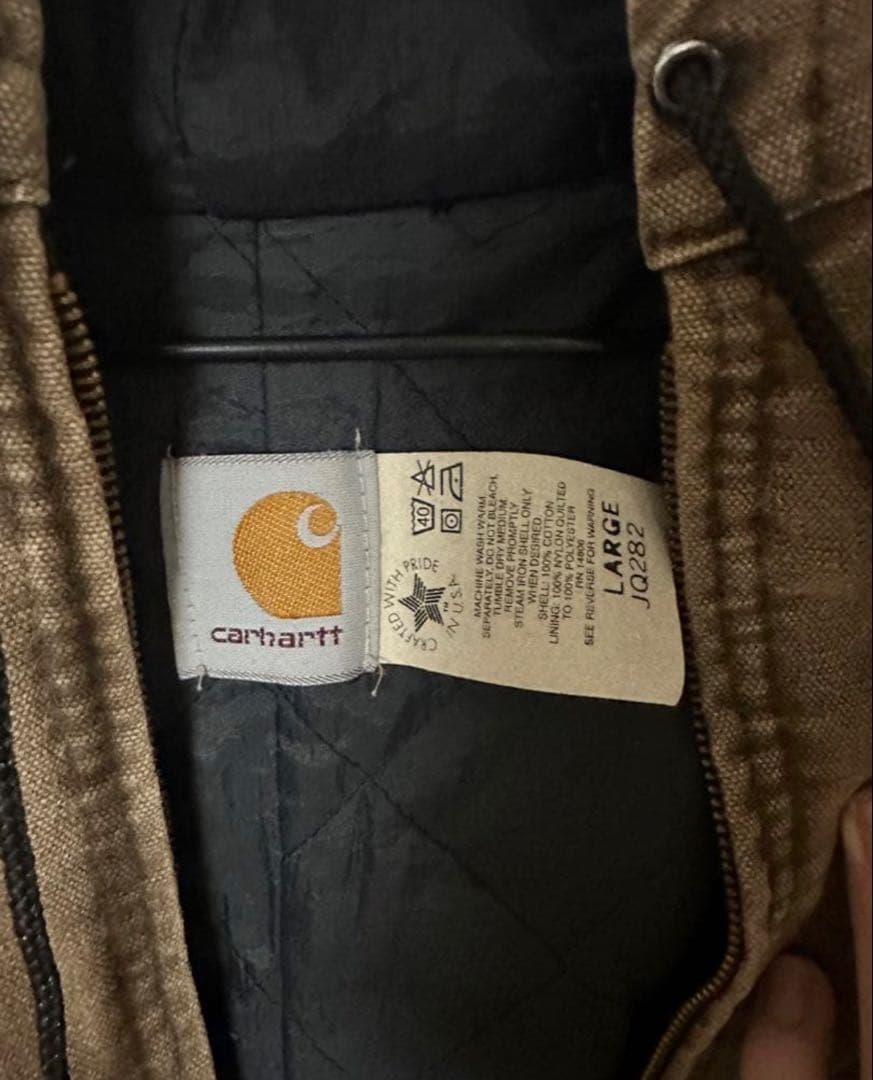 carhartt
40
CRAFTED WITH PRIDE
IN U.S.A.
TM
MACHINE WASH WARM
SEPARATELY. DO NOT BLEACH.
TUMBLE DRY MEDIUM
REMOVE PROMPTLY
STEAM IRON SHELL ONLY
WHEN DESIRED
SHELL: 100% COTTON
LINING: 100% NYLON QUILTED
TO 100% POLYESTER
RN 14806
SEE REVERSE FOR WARNING
LARGE
JQ282